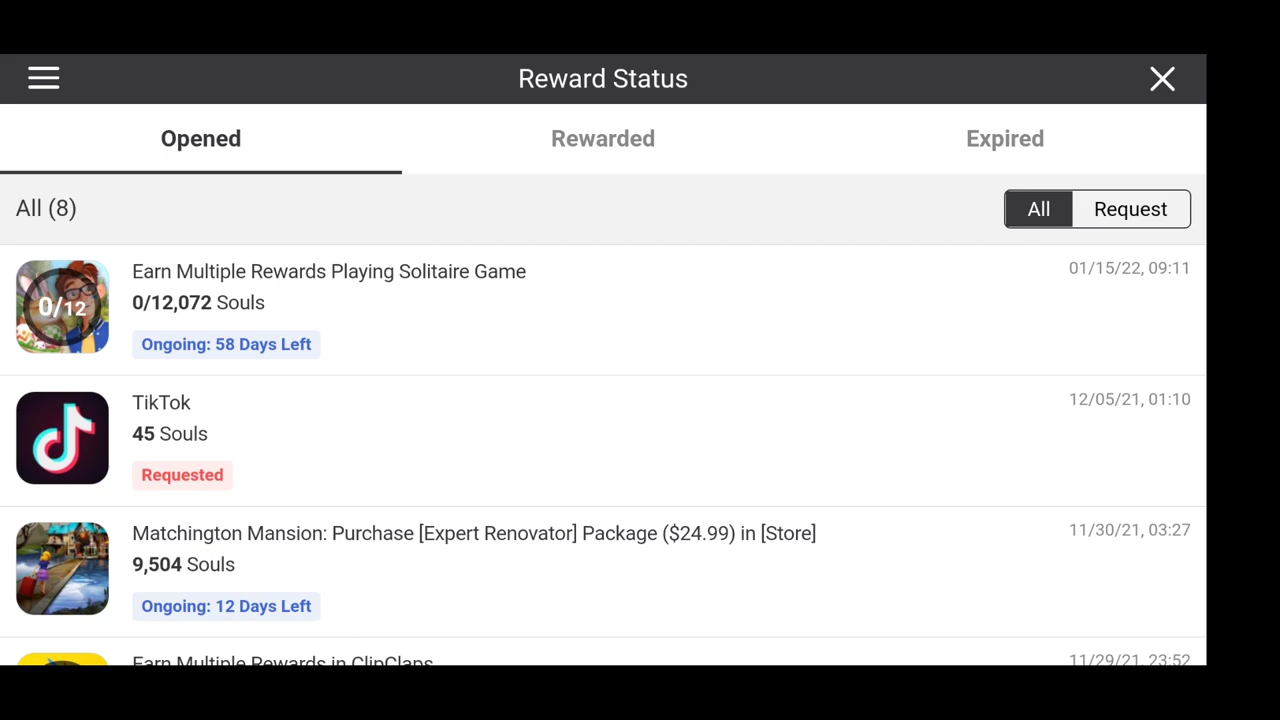 Reward Status
Opened
Rewarded
Expired
All (8)
All
Request
Earn Multiple Rewards Playing Solitaire Game
01/15/22, 09:11
0/12
0/12,072 Souls
Ongoing: 58 Days Left
TikTok
12/05/21, 01:10
45 Souls
Requested
Matchington Mansion: Purchase [Expert Renovator] Package ($24.99) in [Store]
11/30/21, 03:27
9,504 Souls
Ongoing: 12 Days Left
Earn Multiple Rewards in ClipClaps
11/29/21, 23:52